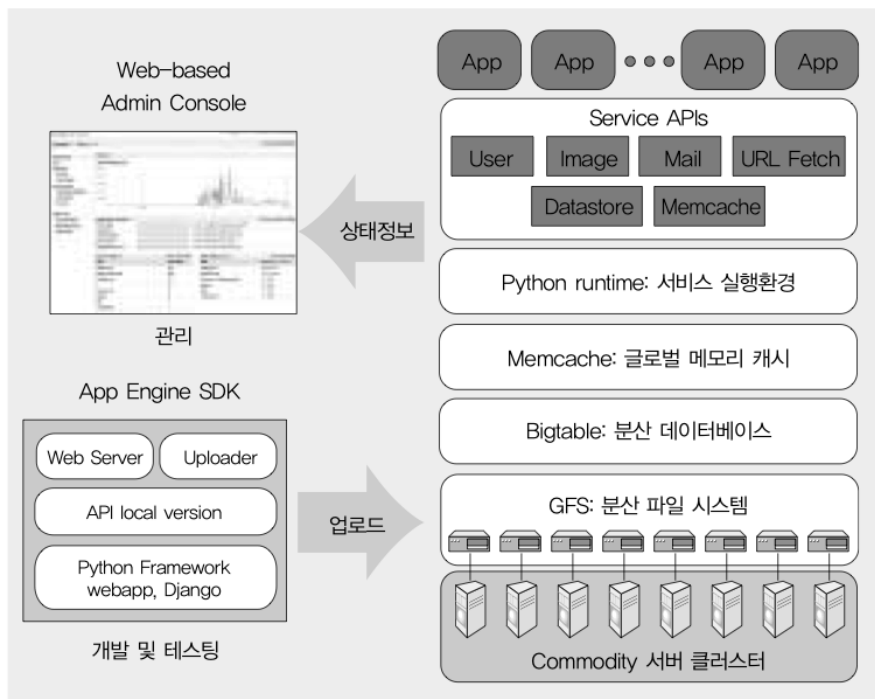 Web-based
Admin Console
관리
App Engine SDK
Web Server
Uploader
API local version
Python Framework
webapp, Django
개발 및 테스팅
상태정보
업로드
App
App
App
App
Service APIs
User
Image
Mail
URL Fetch
Datastore
Memcache
Python runtime: 서비스 실행환경
Memcache: 글로벌 메모리 캐시
Bigtable: 분산 데이터베이스
GFS: 분산 파일 시스템
Commodity 서버 클러스터